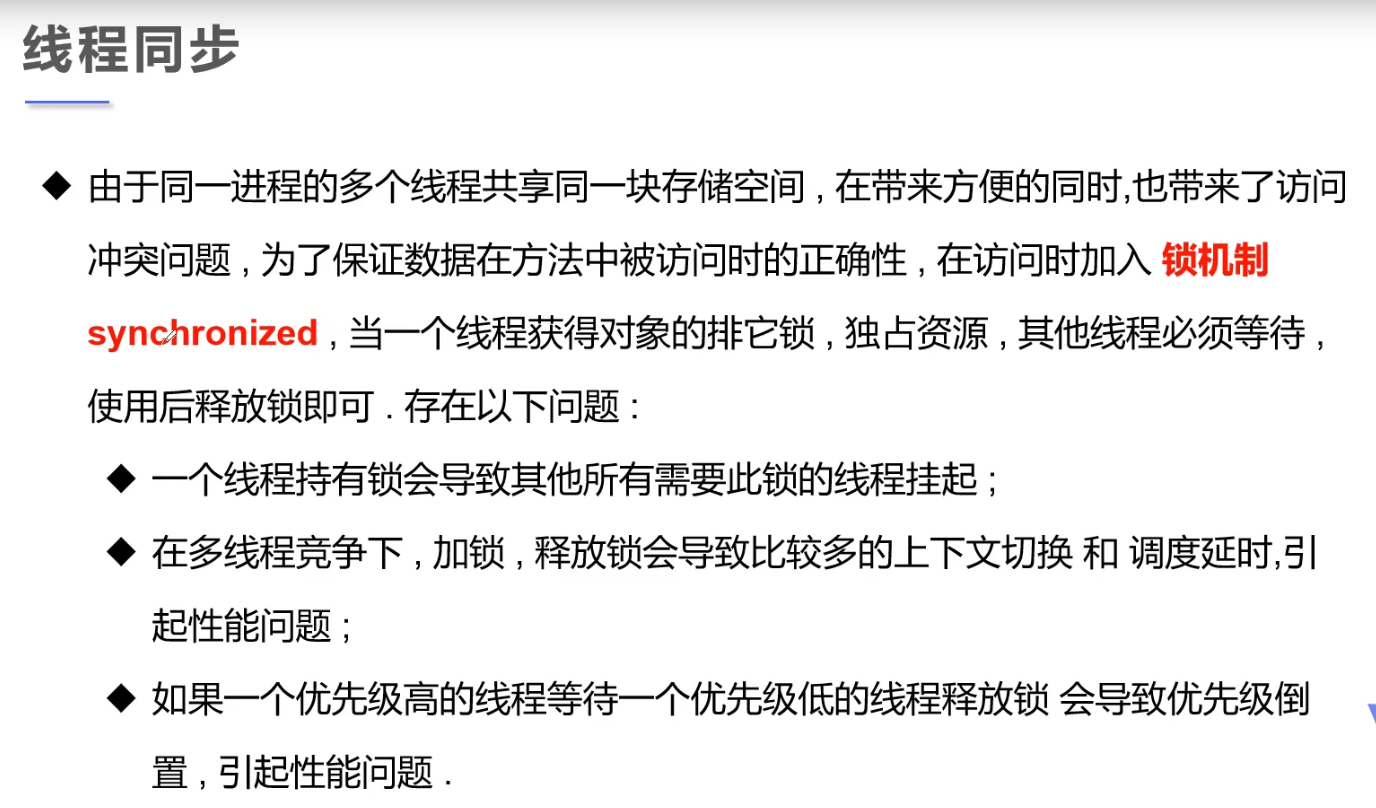 线程同步
◆ 由于同一进程的多个线程共享同一块存储空间 , 在带来方便的同时,也带来了访问
冲突问题 , 为了保证数据在方法中被访问时的正确性 , 在访问时加入 锁机制
synchronized , 当一个线程获得对象的排它锁 , 独占资源 , 其他线程必须等待 ,
使用后释放锁即可 . 存在以下问题 :
◆ 一个线程持有锁会导致其他所有需要此锁的线程挂起 ;
◆ 在多线程竞争下 , 加锁 , 释放锁会导致比较多的上下文切换 和 调度延时,引
起性能问题 ;
◆ 如果一个优先级高的线程等待一个优先级低的线程释放锁 会导致优先级倒
置 , 引起性能问题 .